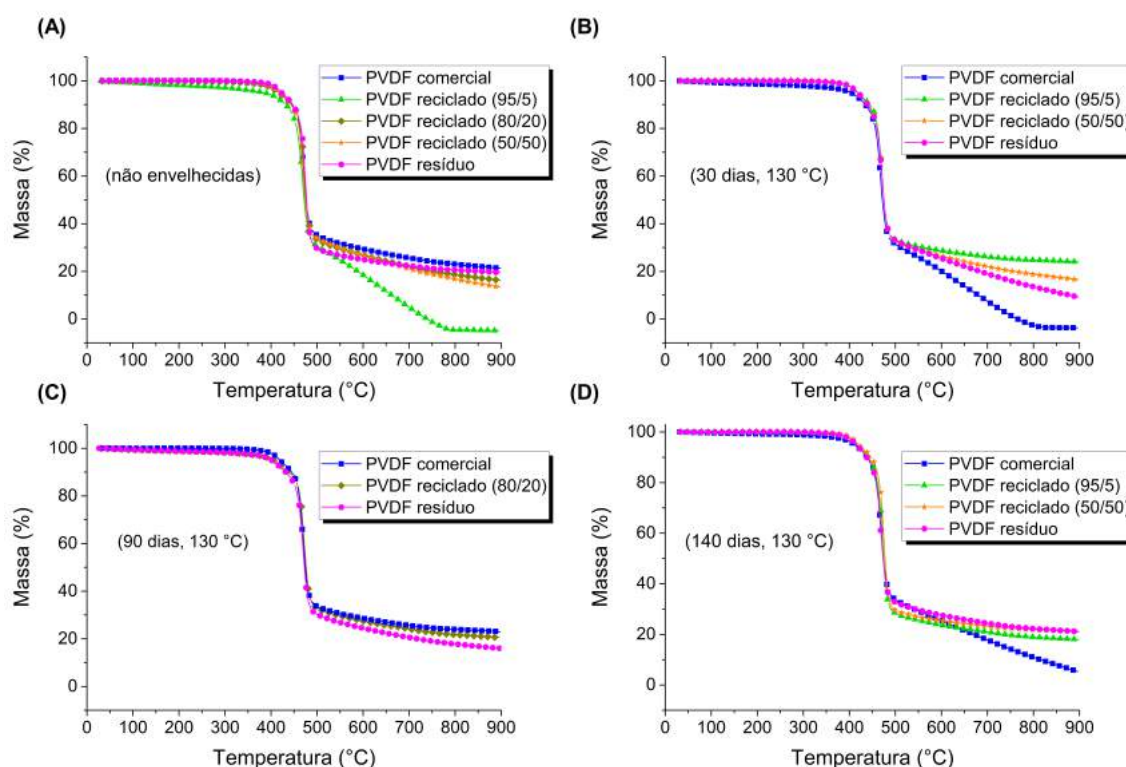 (A)
Massa (%)
100
80
60
40
20
0
PVDF comercial
PVDF reciclado (95/5)
PVDF reciclado (80/20)
PVDF reciclado (50/50)
PVDF resíduo
(não envelhecidas)
0 100 200 300 400 500 600 700 800 900
Temperatura (°C)
(B)
Massa (%)
100
80
60
40
20
0
PVDF comercial
PVDF reciclado (95/5)
PVDF reciclado (50/50)
PVDF resíduo
(30 dias, 130 °C)
0 100 200 300 400 500 600 700 800 900
Temperatura (°C)
(C)
Massa (%)
100
80
60
40
20
0
PVDF comercial
PVDF reciclado (80/20)
PVDF resíduo
(90 dias, 130 °C)
0 100 200 300 400 500 600 700 800 900
Temperatura (°C)
(D)
Massa (%)
100
80
60
40
20
0
PVDF comercial
PVDF reciclado (95/5)
PVDF reciclado (50/50)
PVDF resíduo
(140 dias, 130 °C)
0 100 200 300 400 500 600 700 800 900
Temperatura (°C)